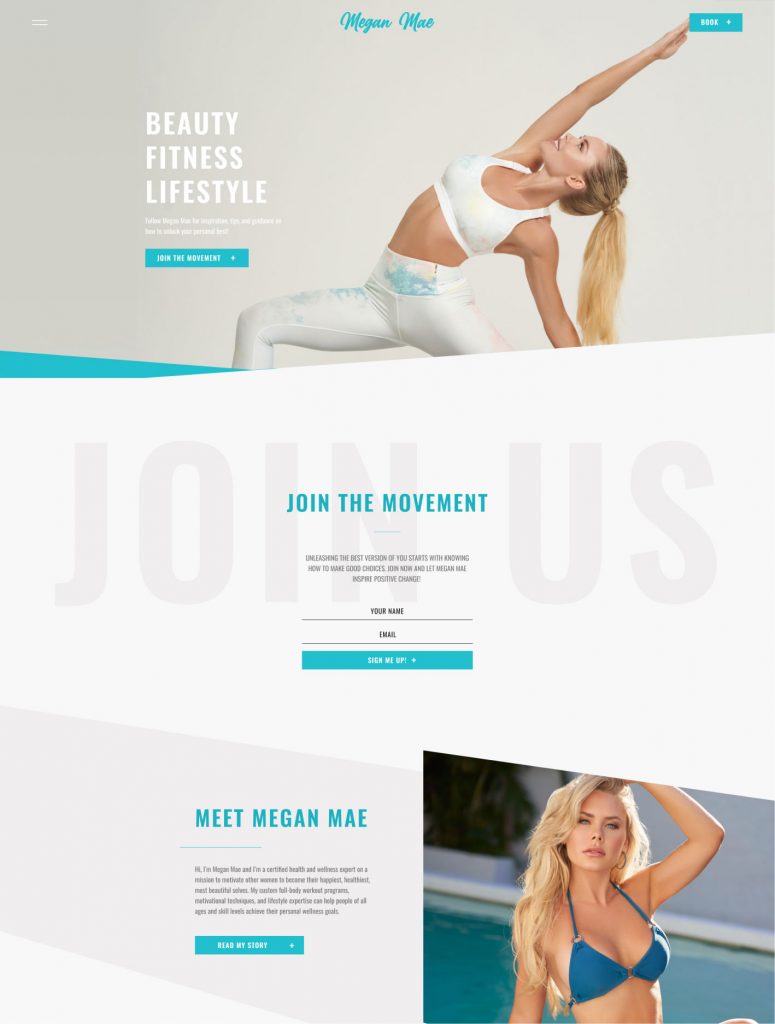 Megan Mae
BOOK +
BEAUTY
FITNESS
LIFESTYLE
Follow Megan Mae for inspiration, tips, and guidance on
how to unlock your personal best!
JOIN THE MOVEMENT +
JOIN US
JOIN THE MOVEMENT
UNLEASHING THE BEST VERSION OF YOU STARTS WITH KNOWING
HOW TO MAKE GOOD CHOICES. JOIN NOW AND LET MEGAN MAE
INSPIRE POSITIVE CHANGE!
YOUR NAME
EMAIL
SIGN ME UP! +
MEET MEGAN MAE
Hi, I'm Megan Mae and I'm a certified health and wellness expert on a
mission to motivate other women to become their happiest, healthiest,
most beautiful selves. My custom full-body workout programs,
motivational techniques, and lifestyle expertise can help people of all
ages and skill levels achieve their personal wellness goals.
READ MY STORY +